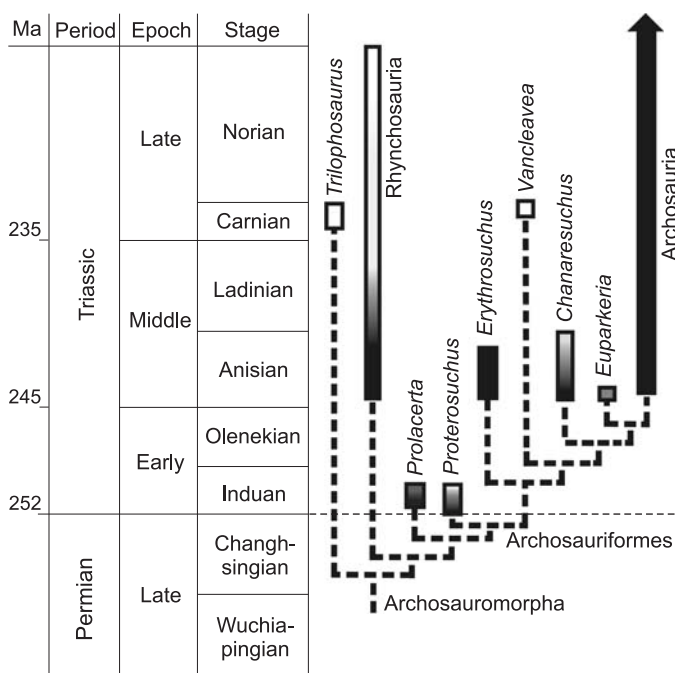 Ma Period Epoch Stage
Triassic
Permian
Late
Middle
Early
Late
Norian
Carnian
Ladinian
Anisian
Olenekian
Induan
Changh-
singian
Wuchia-
pingian
235
245
252
Trilophosaurus
Rhynchosauria
Prolacerta
Proterosuchus
Erythrosuchus
Vancleavea
Chanaresuchus
Euparkeria
Archosauria
Archosauriformes
Archosauromorpha